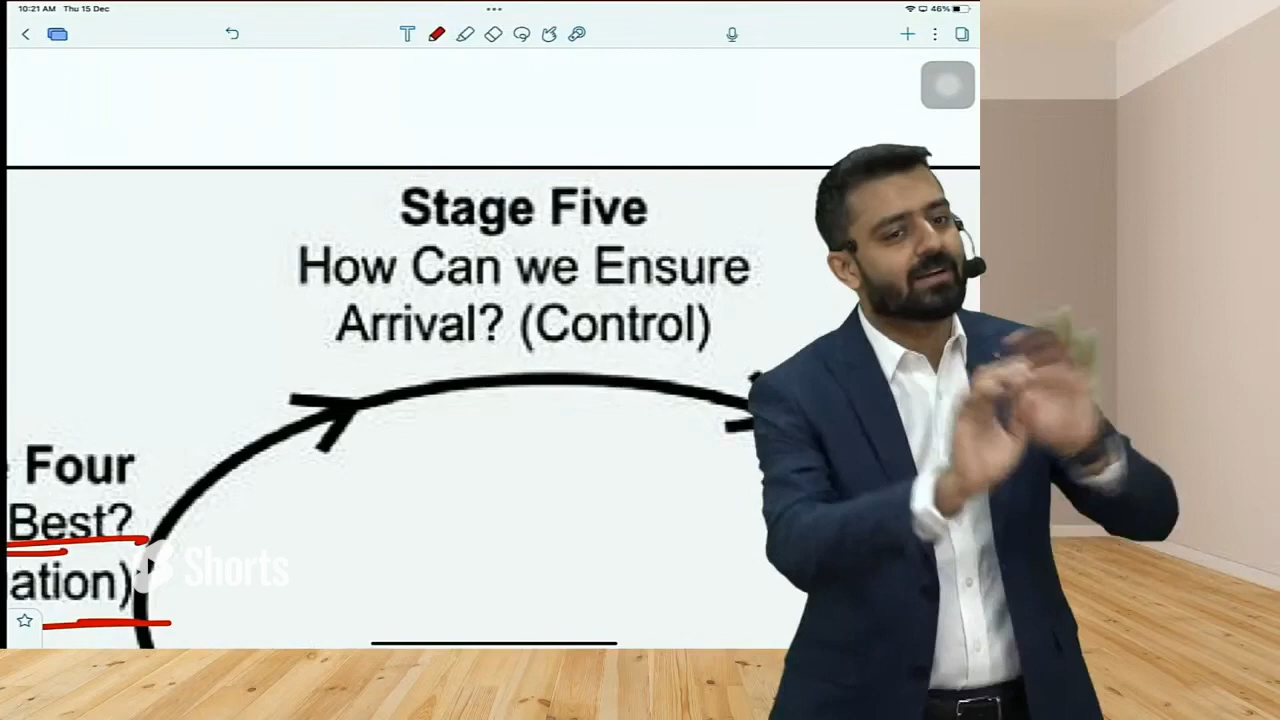 10:21 AM Thu 15 Dec
46%
T
Stage Five
How Can we Ensure
Arrival? (Control)
Four
Best?
ation)
Shorts